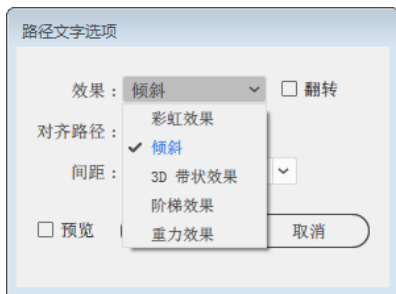 路径文字选项
效果： 倾斜 翻转
彩虹效果
对齐路径：
倾斜
间距： 3D 带状效果
阶梯效果
预览 取消
重力效果